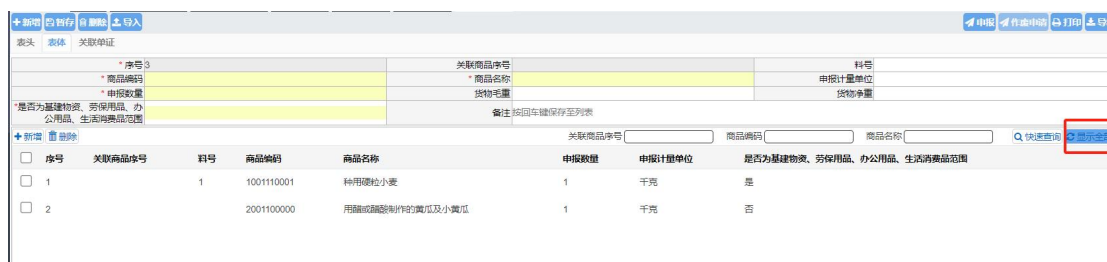 新增 暂存 删除 导入 申报 作废申请 打印 导
表头 表体 关联单证
* 序号 3 关联商品序号 料号
* 商品编码 * 商品名称 申报计量单位
* 申报数量 货物毛重 货物净重
*是否为基建物资、劳保用品、办
公用品、生活消费品范围 备注 按回车键保存至列表
新增 删除 关联商品序号 商品编码 商品名称 快速查询 显示全
序号 关联商品序号 料号 商品编码 商品名称 申报数量 申报计量单位 是否为基建物资、劳保用品、办公用品、生活消费品范围
1 1 1001110001 种用硬粒小麦 1 千克 是
2 2001100000 用醋或醋酸制作的黄瓜及小黄瓜 1 千克 否